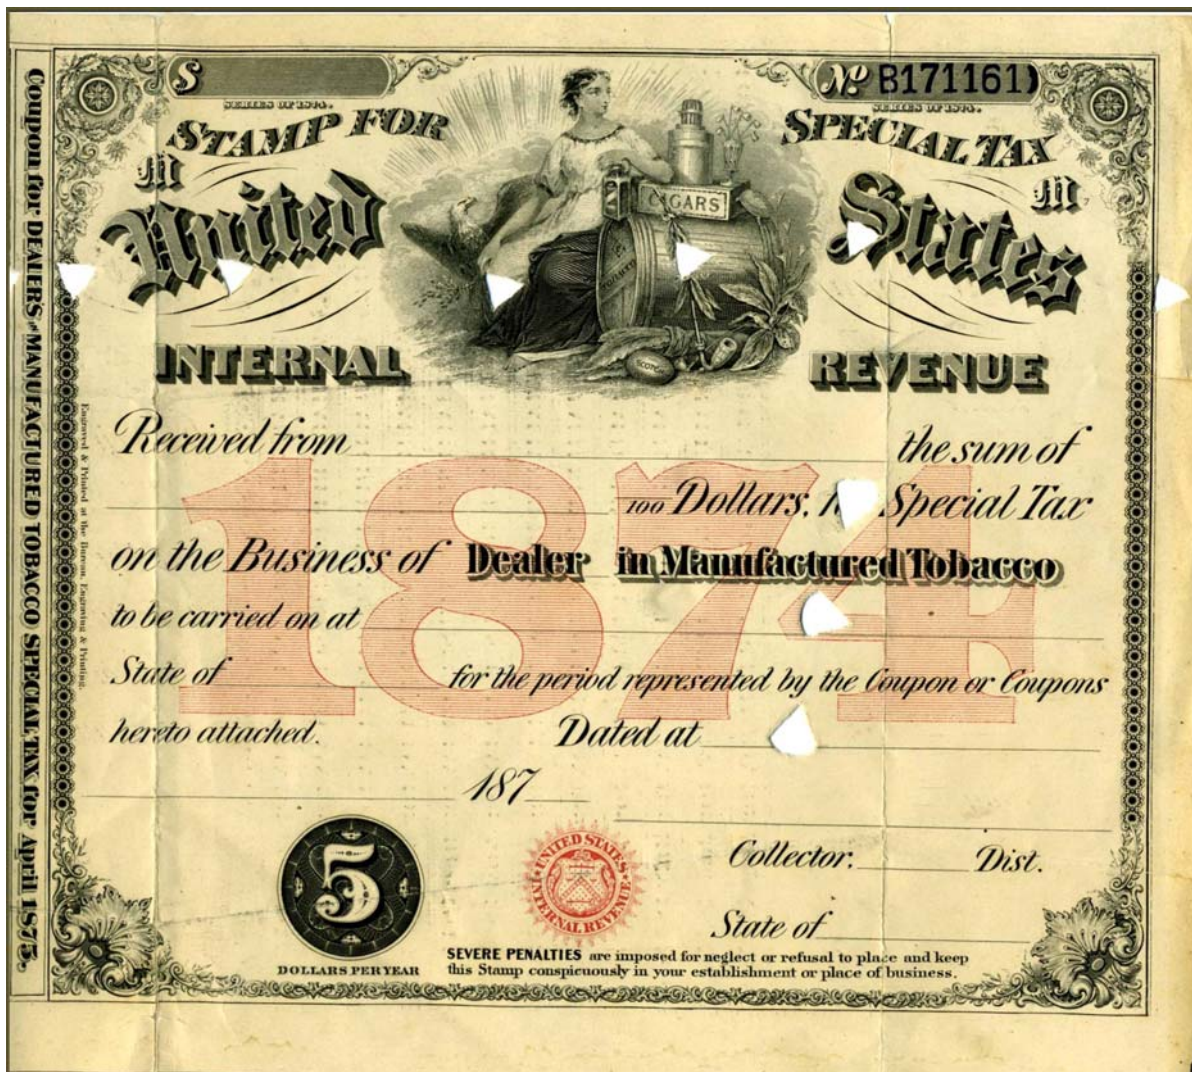 $
SERIES OF 1874.
No. B171161
SERIES OF 1874.
STAMP FOR
SPECIAL TAX
United
States
CIGARS
TOBACCO
SCOTCH
INTERNAL
REVENUE
1874
Received from the sum of
100 Dollars, Special Tax
on the Business of Dealer in Manufactured Tobacco
to be carried on at
State of for the period represented by the Coupon or Coupons
hereto attached. Dated at
187
5
DOLLARS PER YEAR
UNITED STATES
INTERNAL REVENUE
Collector. Dist.
State of
SEVERE PENALTIES are imposed for neglect or refusal to place and keep
this Stamp conspicuously in your establishment or place of business.
Coupon for DEALERS in MANUFACTURED TOBACCO SPECIAL TAX for April 1875.
Engraved & Printed at the Bureau, Engraving & Printing.